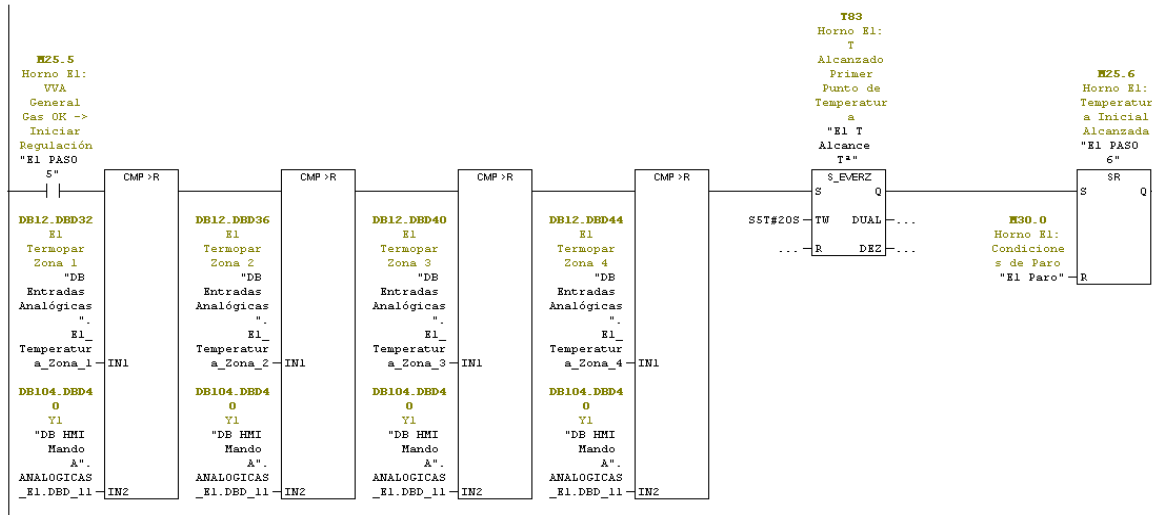 T83
Horno E1:
T
Alcanzado
Primer
Punto de
Temperatur
a
"E1 T
Alcance
Tª"
M25.5
Horno E1:
VVA
General
Gas OK ->
Iniciar
Regulación
"E1 PASO
5"
M25.6
Horno E1:
Temperatur
a Inicial
Alcanzada
"E1 PASO
6"
CMP >R
CMP >R
CMP >R
CMP >R
S_EVERZ
SR
S Q
S Q
S5T#20S TW DUAL ...
... R DEZ ...
M30.0
Horno E1:
Condicione
s de Paro
"E1 Paro" R
DB12.DBD32
E1
Termopar
Zona 1
"DB
Entradas
Analógicas
".
E1_
Temperatur
a_Zona_1 IN1
DB104.DBD4
0
Y1
"DB HMI
Mando
A".
ANALOGICAS
_E1.DBD_11 IN2
DB12.DBD36
E1
Termopar
Zona 2
"DB
Entradas
Analógicas
".
E1_
Temperatur
a_Zona_2 IN1
DB104.DBD4
0
Y1
"DB HMI
Mando
A".
ANALOGICAS
_E1.DBD_11 IN2
DB12.DBD40
E1
Termopar
Zona 3
"DB
Entradas
Analógicas
".
E1_
Temperatur
a_Zona_3 IN1
DB104.DBD4
0
Y1
"DB HMI
Mando
A".
ANALOGICAS
_E1.DBD_11 IN2
DB12.DBD44
E1
Termopar
Zona 4
"DB
Entradas
Analógicas
".
E1_
Temperatur
a_Zona_4 IN1
DB104.DBD4
0
Y1
"DB HMI
Mando
A".
ANALOGICAS
_E1.DBD_11 IN2